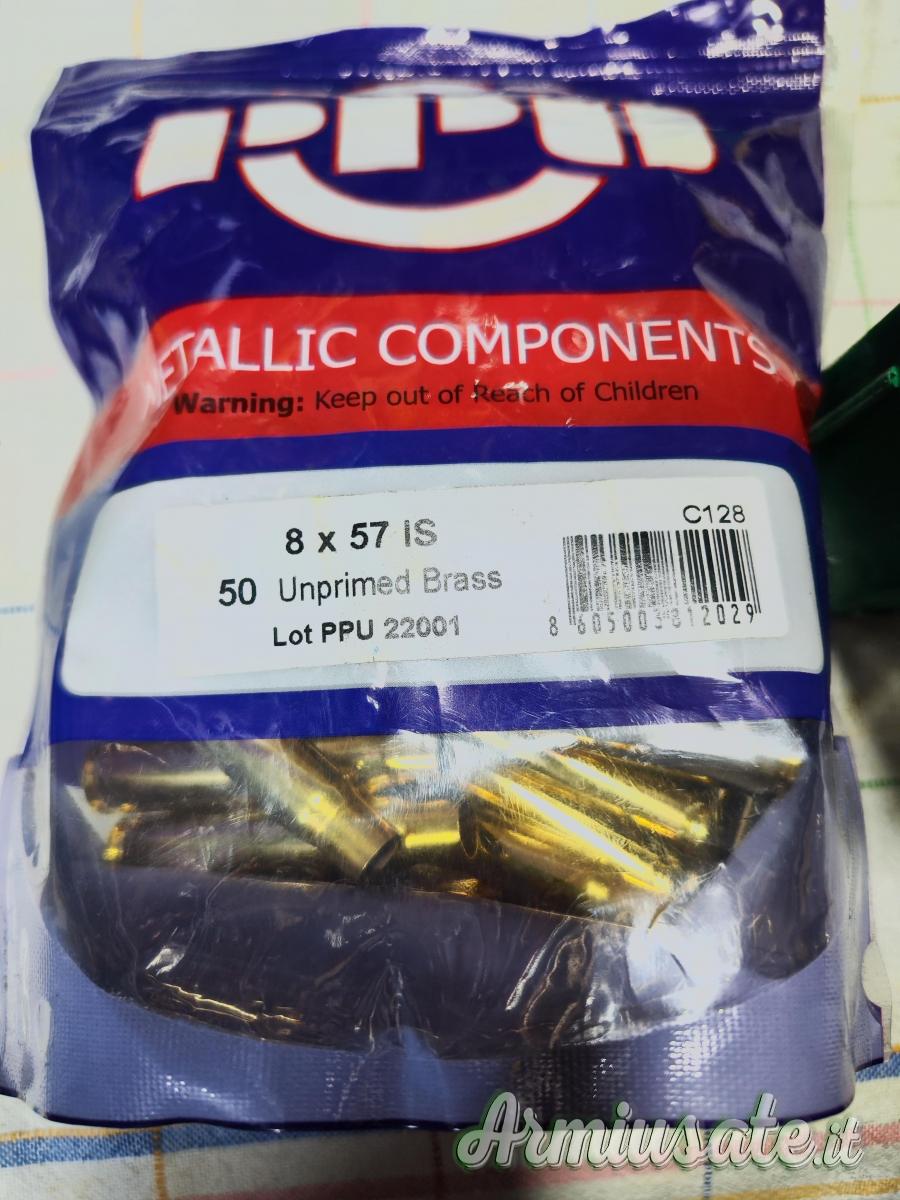 PPU
METALLIC COMPONENTS
Warning: Keep out of Reach of Children
C128
8 x 57 IS
50 Unprimed Brass
Lot PPU 22001
8 605003 812029
Armiusate.it